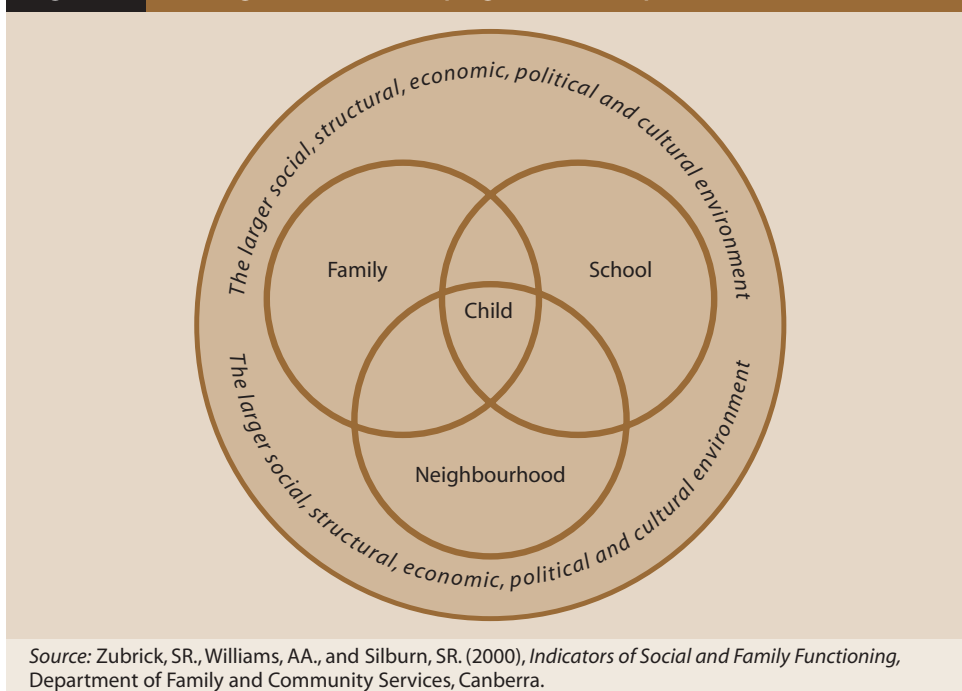 The larger social, structural, economic, political and cultural environment
Family
School
Child
Neighbourhood
The larger social, structural, economic, political and cultural environment
Source: Zubrick, SR., Williams, AA., and Silburn, SR. (2000), Indicators of Social and Family Functioning,
Department of Family and Community Services, Canberra.